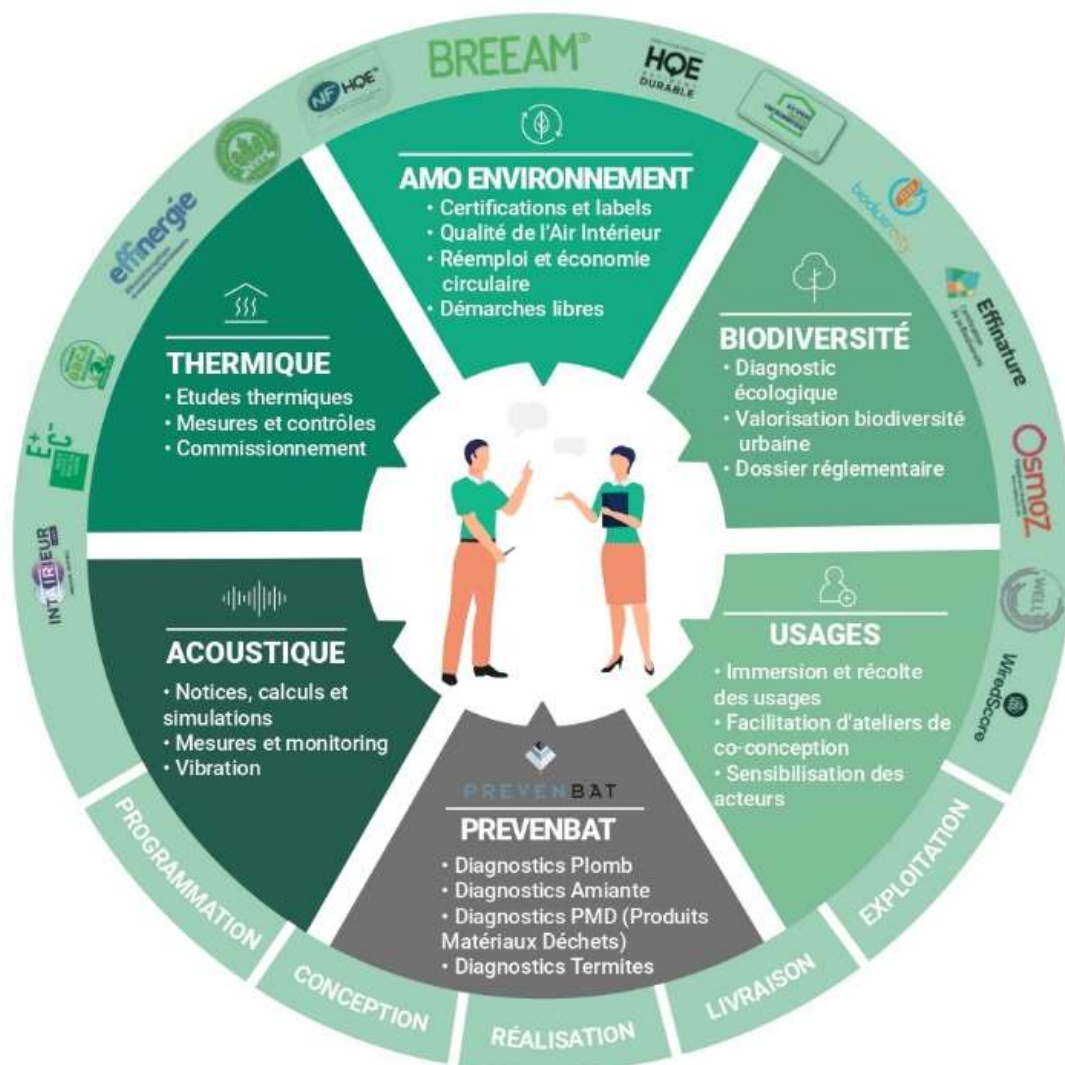 BREEAM®
NF HQE™
HQE
BÂTIMENT
DURABLE
effinergie
BBCA
E+
C-
INTAIRIEUR
biodivercity
Effinature
OsmoZ
WELL
WiredScore
AMO ENVIRONNEMENT
• Certifications et labels
• Qualité de l'Air Intérieur
• Réemploi et économie
circulaire
• Démarches libres
THERMIQUE
• Etudes thermiques
• Mesures et contrôles
• Commissionnement
BIODIVERSITÉ
• Diagnostic
écologique
• Valorisation biodiversité
urbaine
• Dossier réglementaire
ACOUSTIQUE
• Notices, calculs et
simulations
• Mesures et monitoring
• Vibration
USAGES
• Immersion et récolte
des usages
• Facilitation d'ateliers de
co-conception
• Sensibilisation des
acteurs
PREVENBAT
PREVENBAT
• Diagnostics Plomb
• Diagnostics Amiante
• Diagnostics PMD (Produits
Matériaux Déchets)
• Diagnostics Termites
PROGRAMMATION
CONCEPTION
RÉALISATION
LIVRAISON
EXPLOITATION